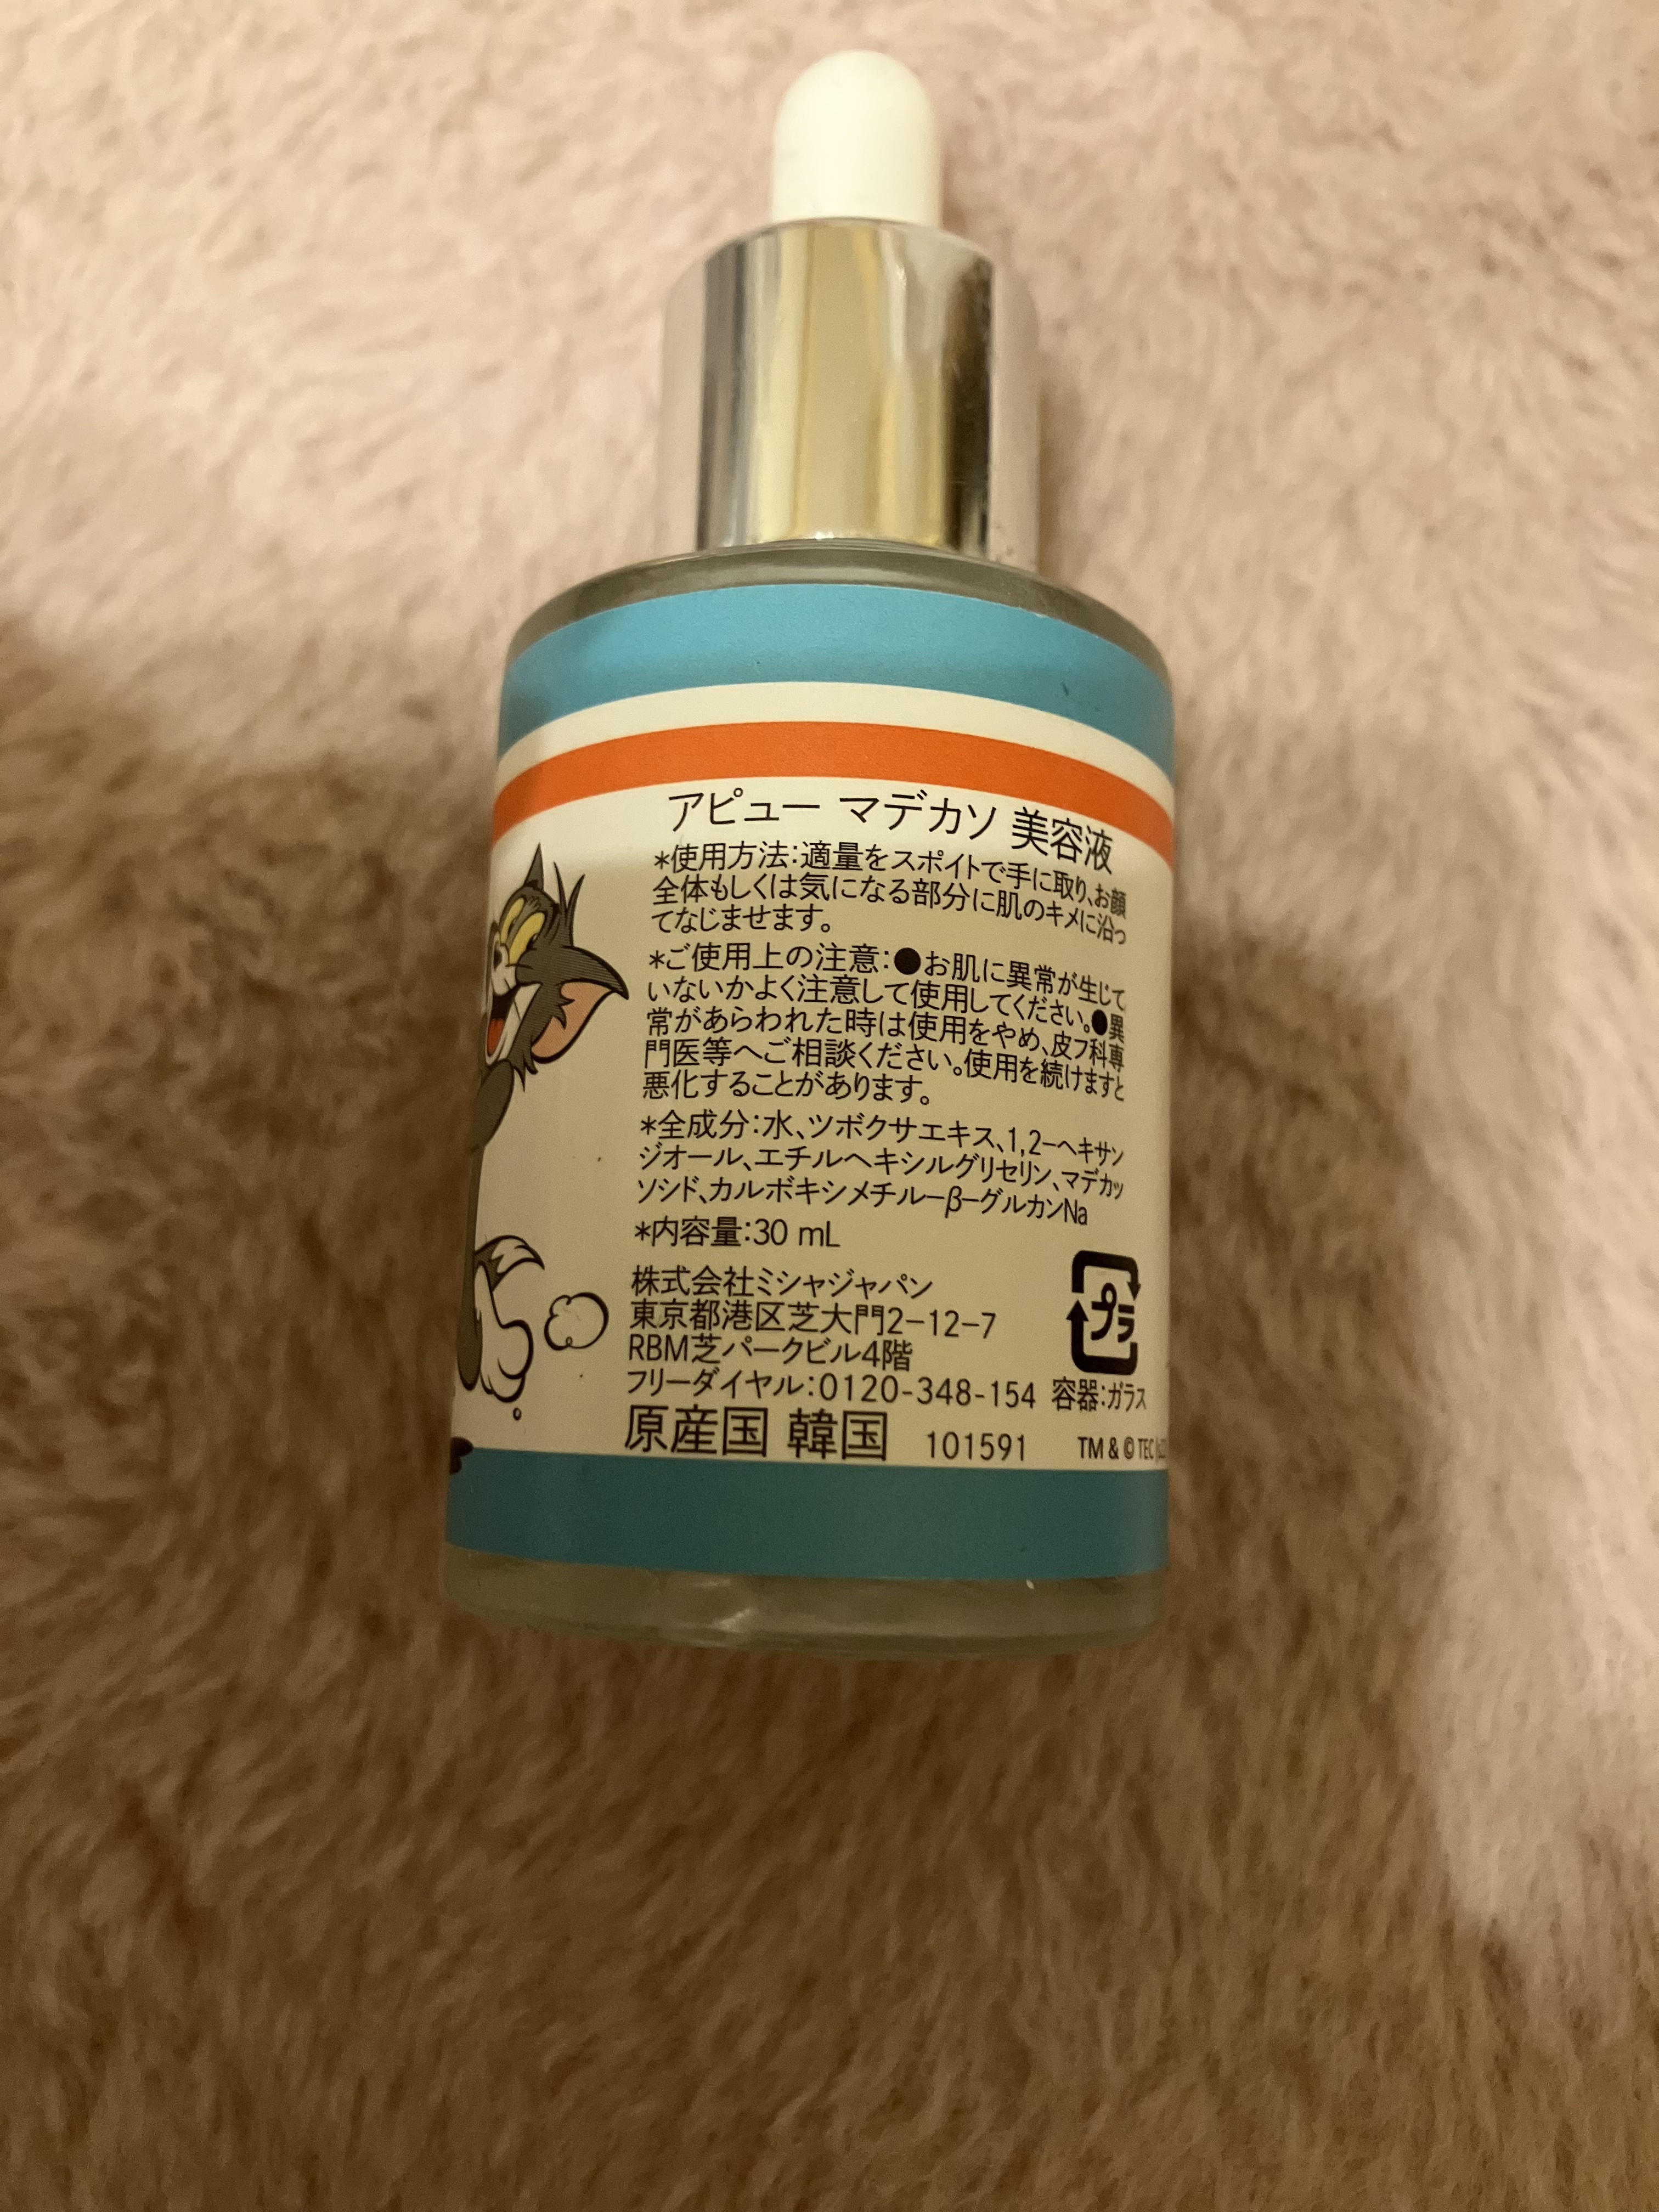 アピュー マデカソ 美容液
*使用方法:適量をスポイトで手に取り、お顔
全体もしくは気になる部分に肌のキメに沿っ
てなじませます。
*ご使用上の注意:●お肌に異常が生じて
いないかよく注意して使用してください。●異
常があらわれた時は使用をやめ、皮フ科専
門医等へご相談ください。使用を続けますと
悪化することがあります。
*全成分:水、ツボクサエキス、1,2-ヘキサン
ジオール、エチルヘキシルグリセリン、マデカッ
ソシド、カルボキシメチル-β-グルカンNa
*内容量:30 mL
株式会社ミシャジャパン
東京都港区芝大門2-12-7
RBM芝パークビル4階
フリーダイヤル:0120-348-154
プラ
容器:ガラス
原産国 韓国 101591
TM & © TEC